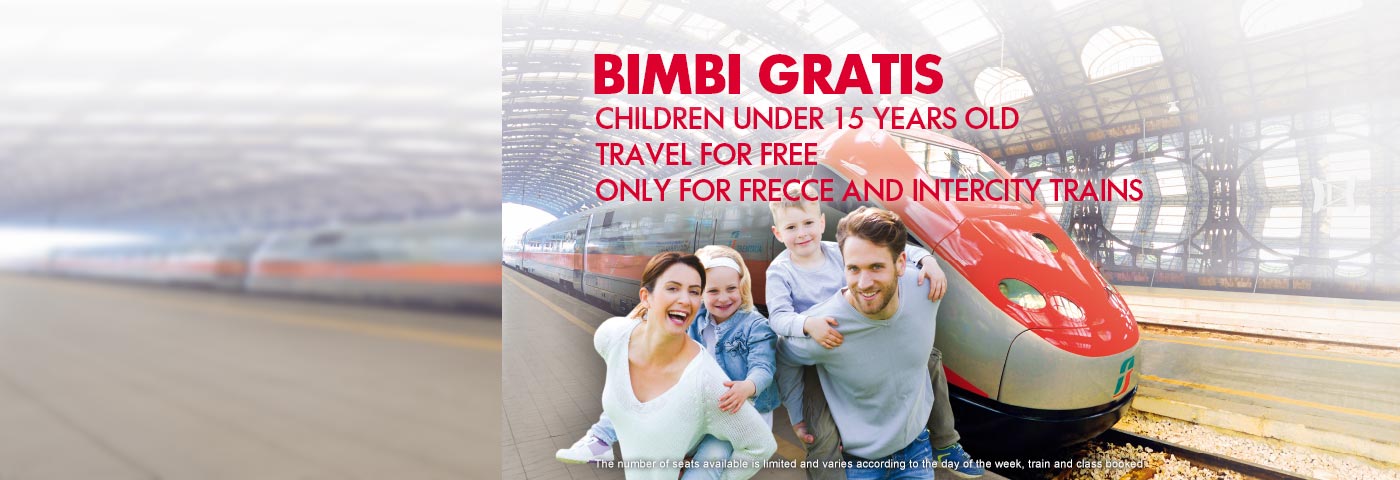 BIMBI GRATIS
CHILDREN UNDER 15 YEARS OLD
TRAVEL FOR FREE
ONLY FOR FRECCE AND INTERCITY TRAINS
The number of seats available is limited and varies according to the day of the week, train and class booked